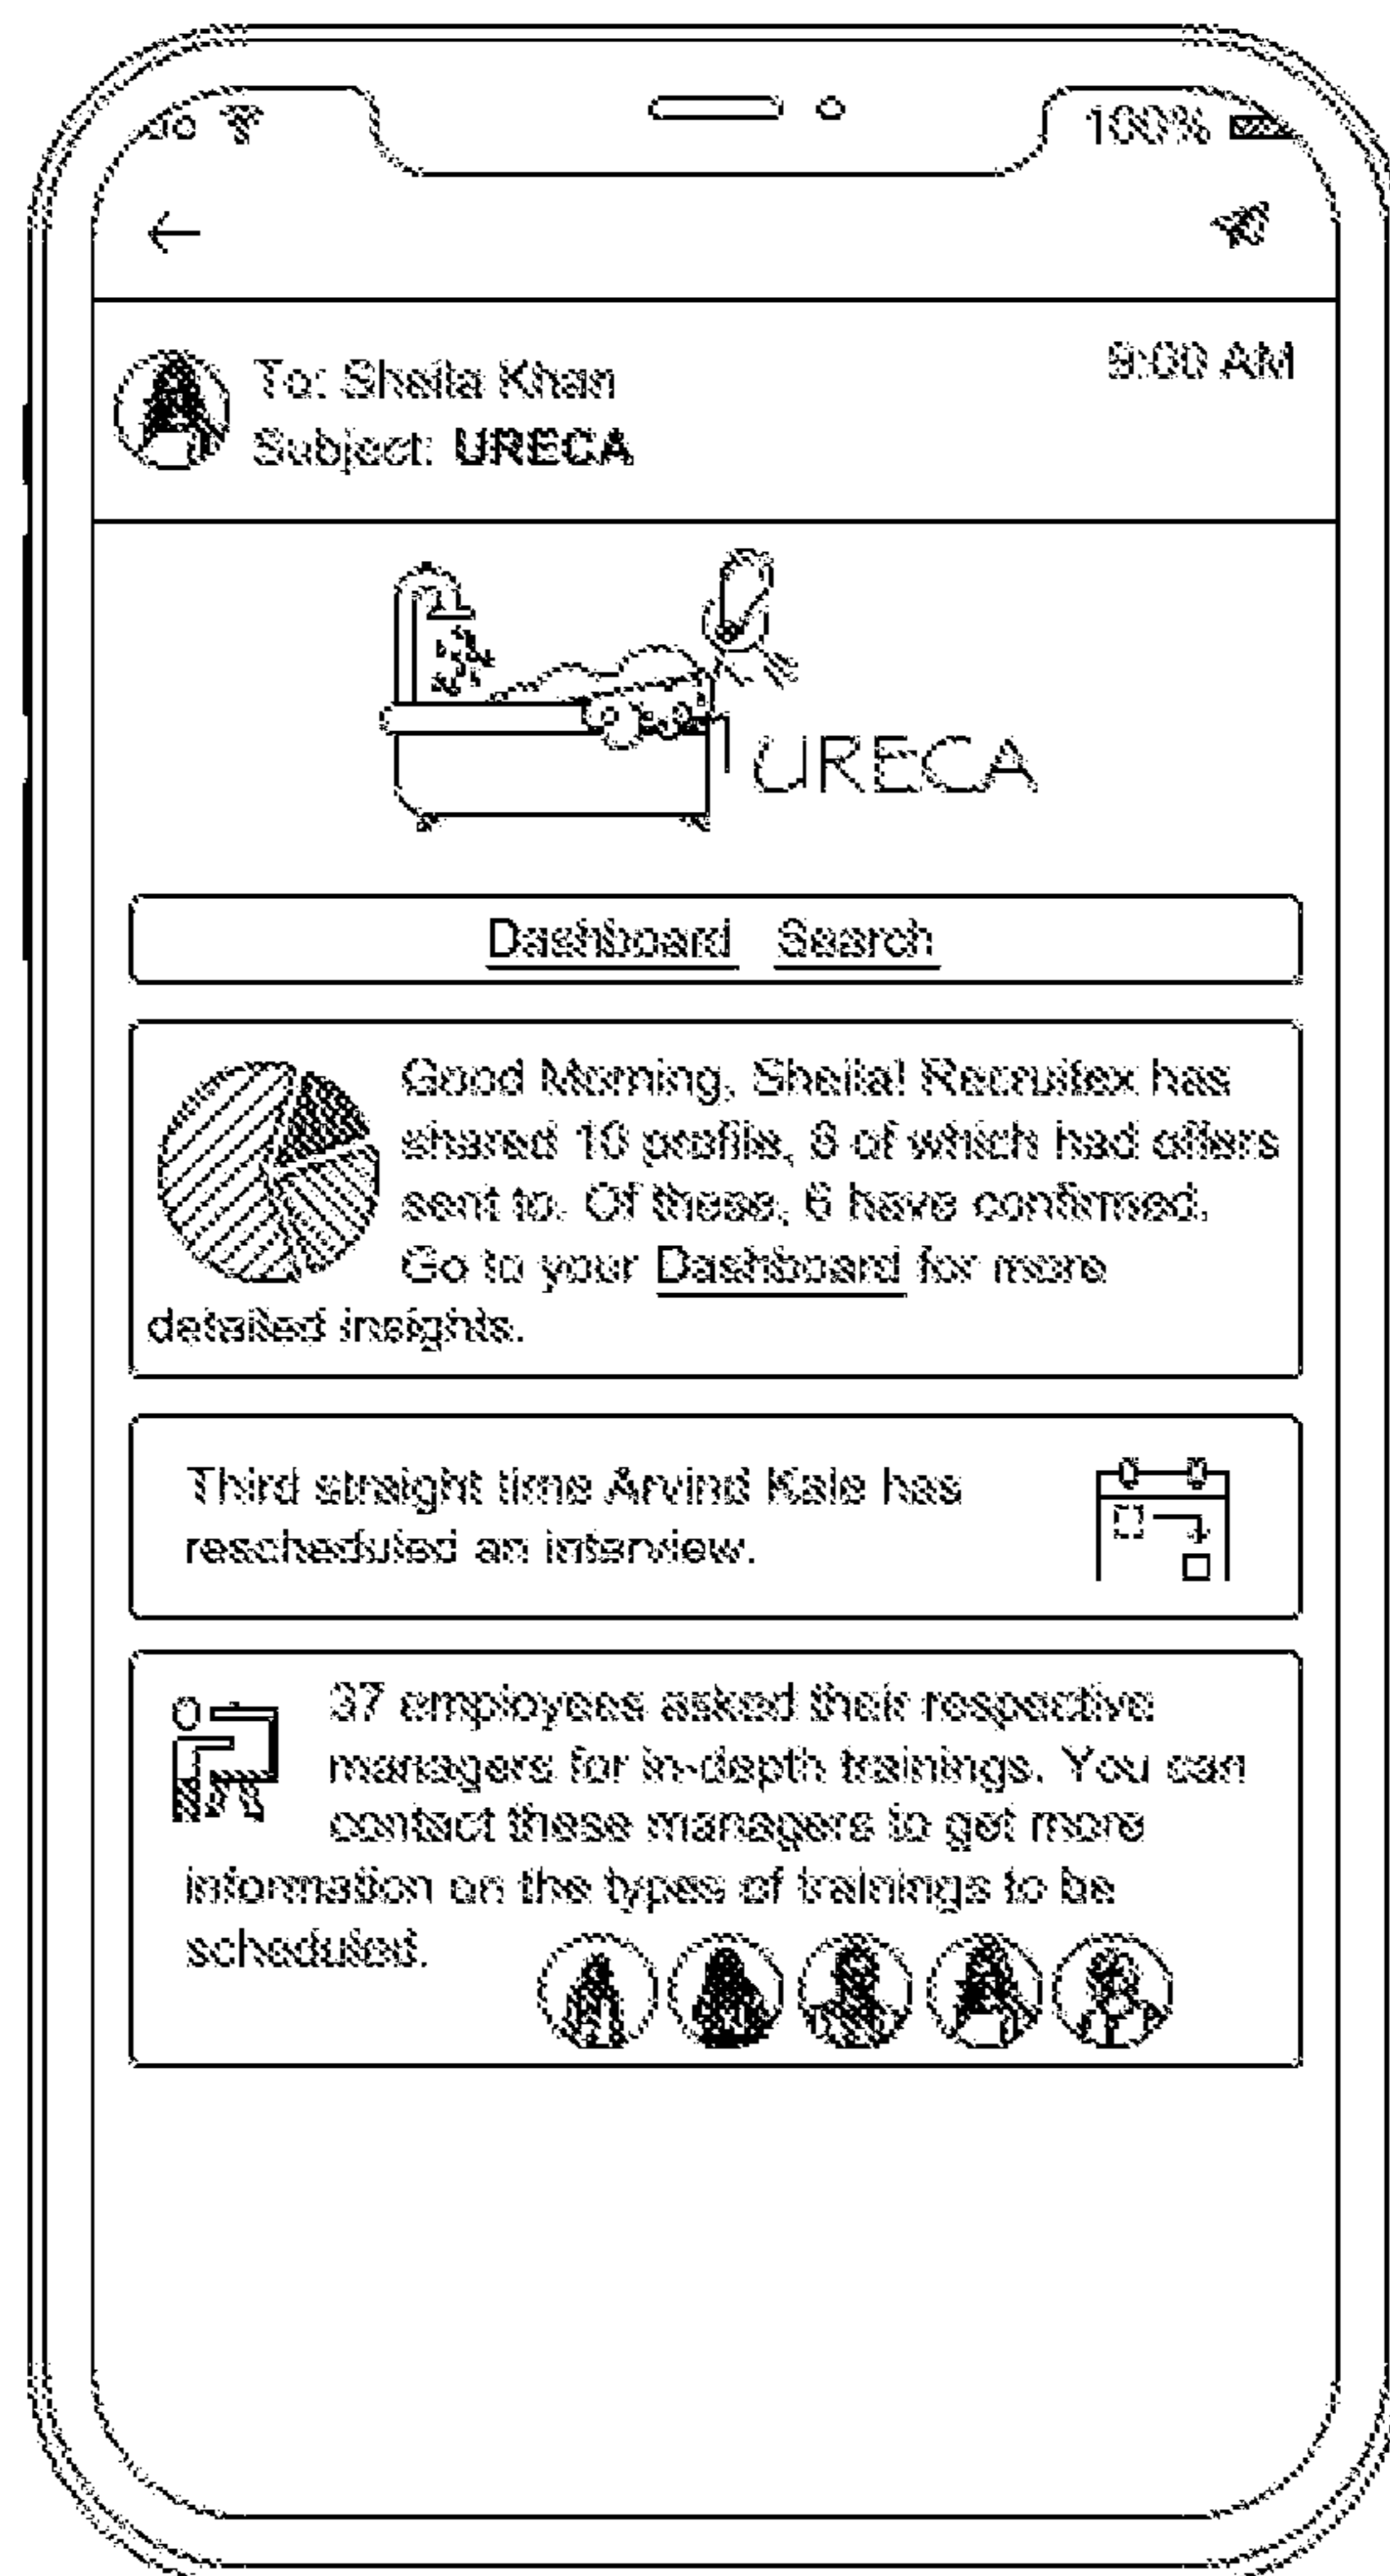 100%
9:00 AM
To: Sheila Khan
Subject: URECA
URECA
Dashboard Search
Good Morning, Sheila! Recruitex has
shared 10 profile, 8 of which had offers
sent to. Of these, 6 have confirmed.
Go to your Dashboard for more
detailed insights.
Third straight time Arvind Kale has
rescheduled an interview.
37 employees asked their respective
managers for in-depth trainings. You can
contact these managers to get more
information on the types of trainings to be
scheduled.